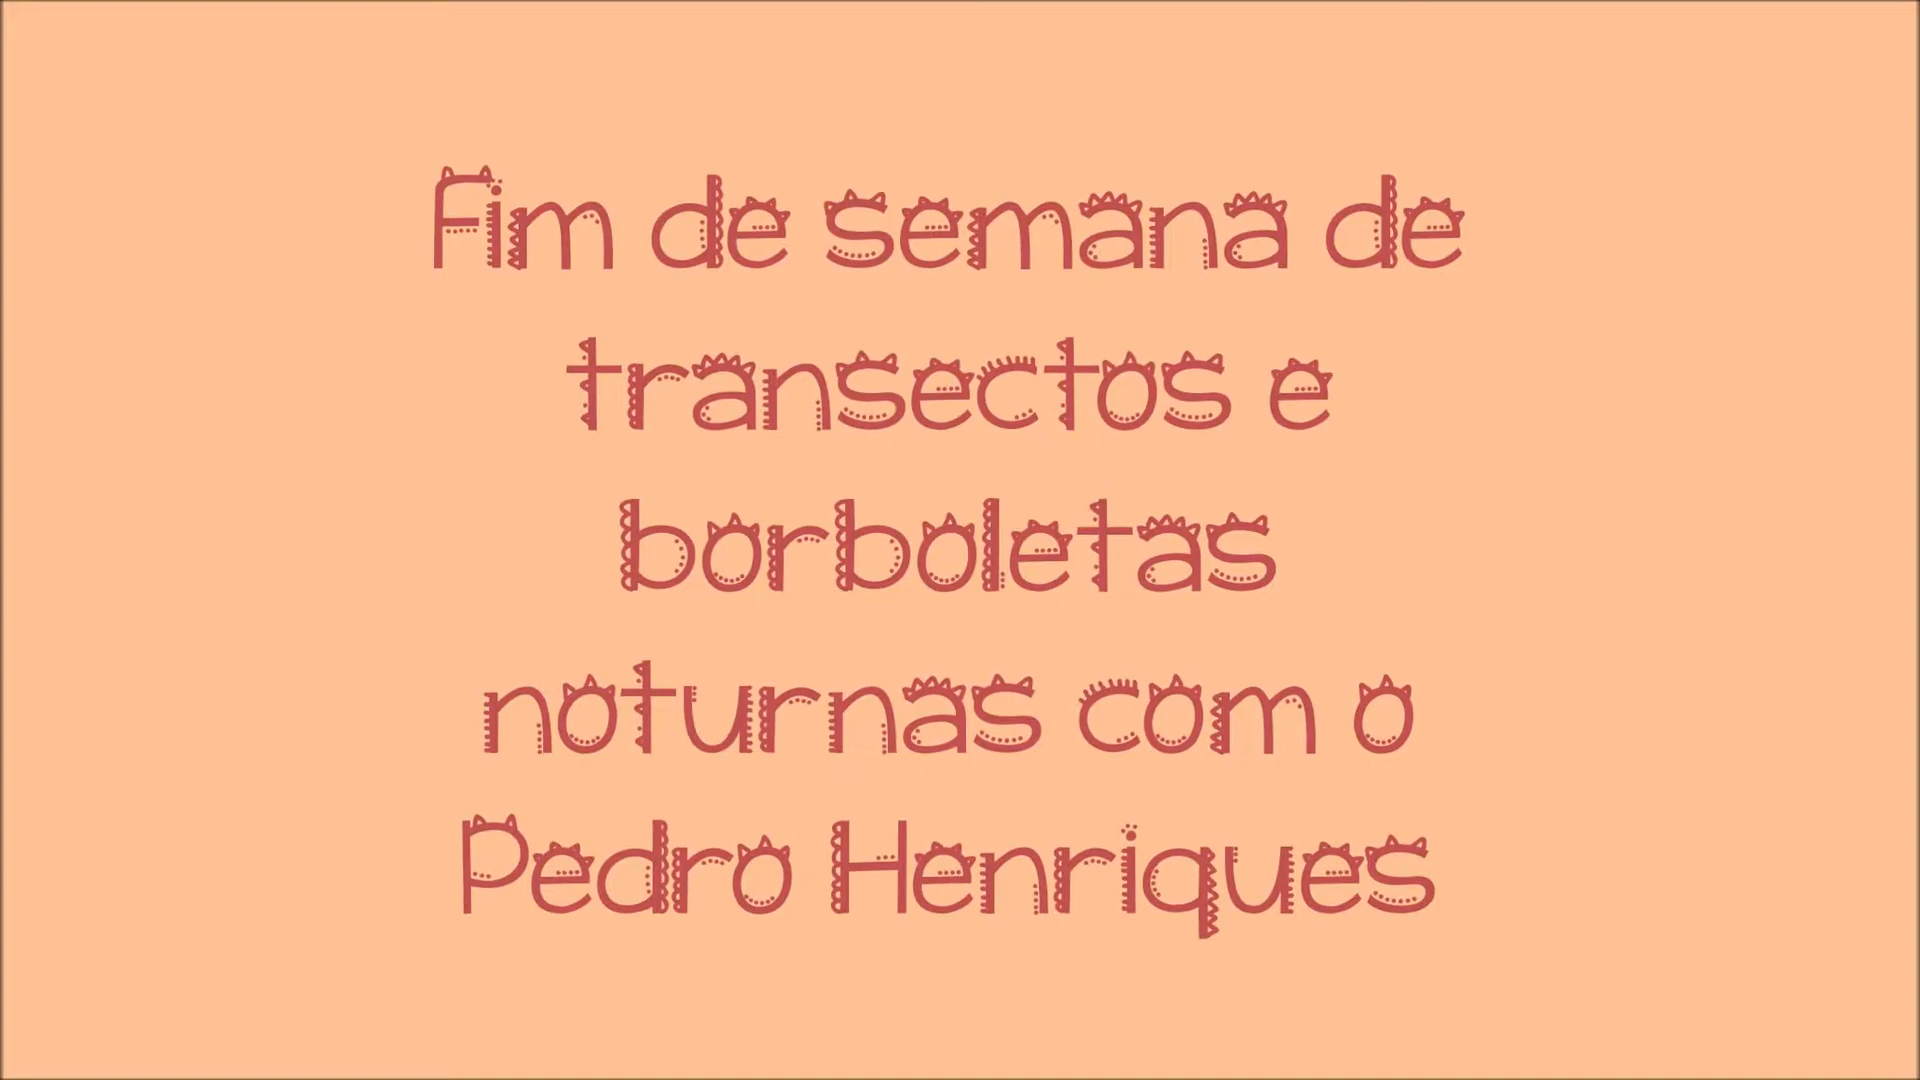 Fim de semana de
transectos e
borboletas
noturnas com o
Pedro Henriques